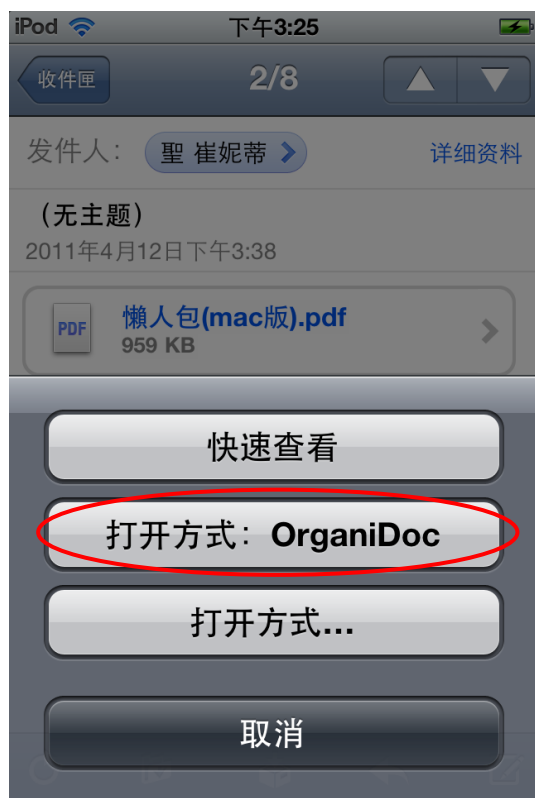 iPod 下午3:25
收件匣 2/8
发件人： 聖 崔妮蒂 详细资料
（无主题）
2011年4月12日下午3:38
PDF 懶人包(mac版).pdf
959 KB
快速查看
打开方式：OrganiDoc
打开方式...
取消